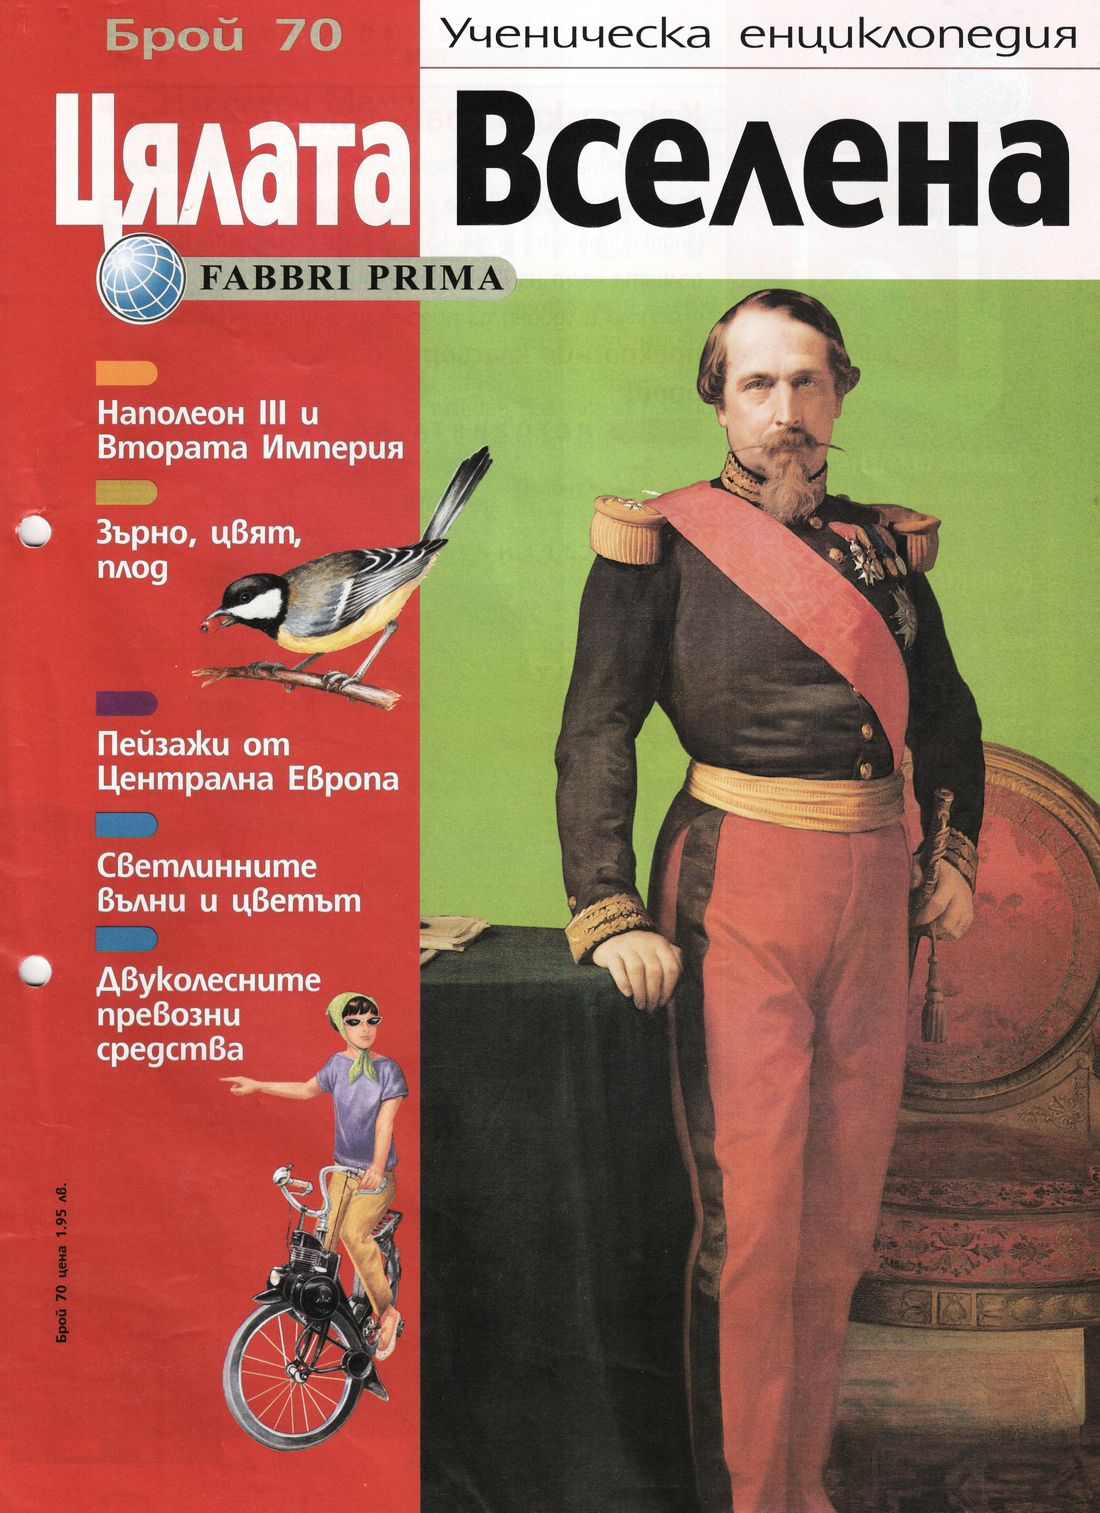 Брой 70
Ученическа енциклопедия
Цялата Вселена
FABBRI PRIMA
Наполеон III и
Втората Империя
Зърно, цвят,
плод
Пейзажи от
Централна Европа
Светлинните
вълни и цветът
Двуколесните
превозни
средства
Брой 70 цена 1.95 лв.